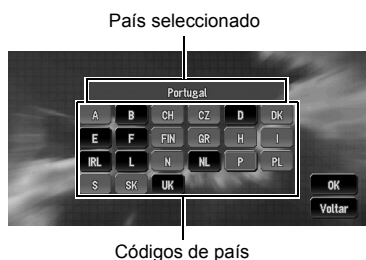 País seleccionado
Portugal
A B CH CZ D DK
E F FIN GR H I
IRL L N NL P PL
S SK UK
OK
Voltar
Códigos de país